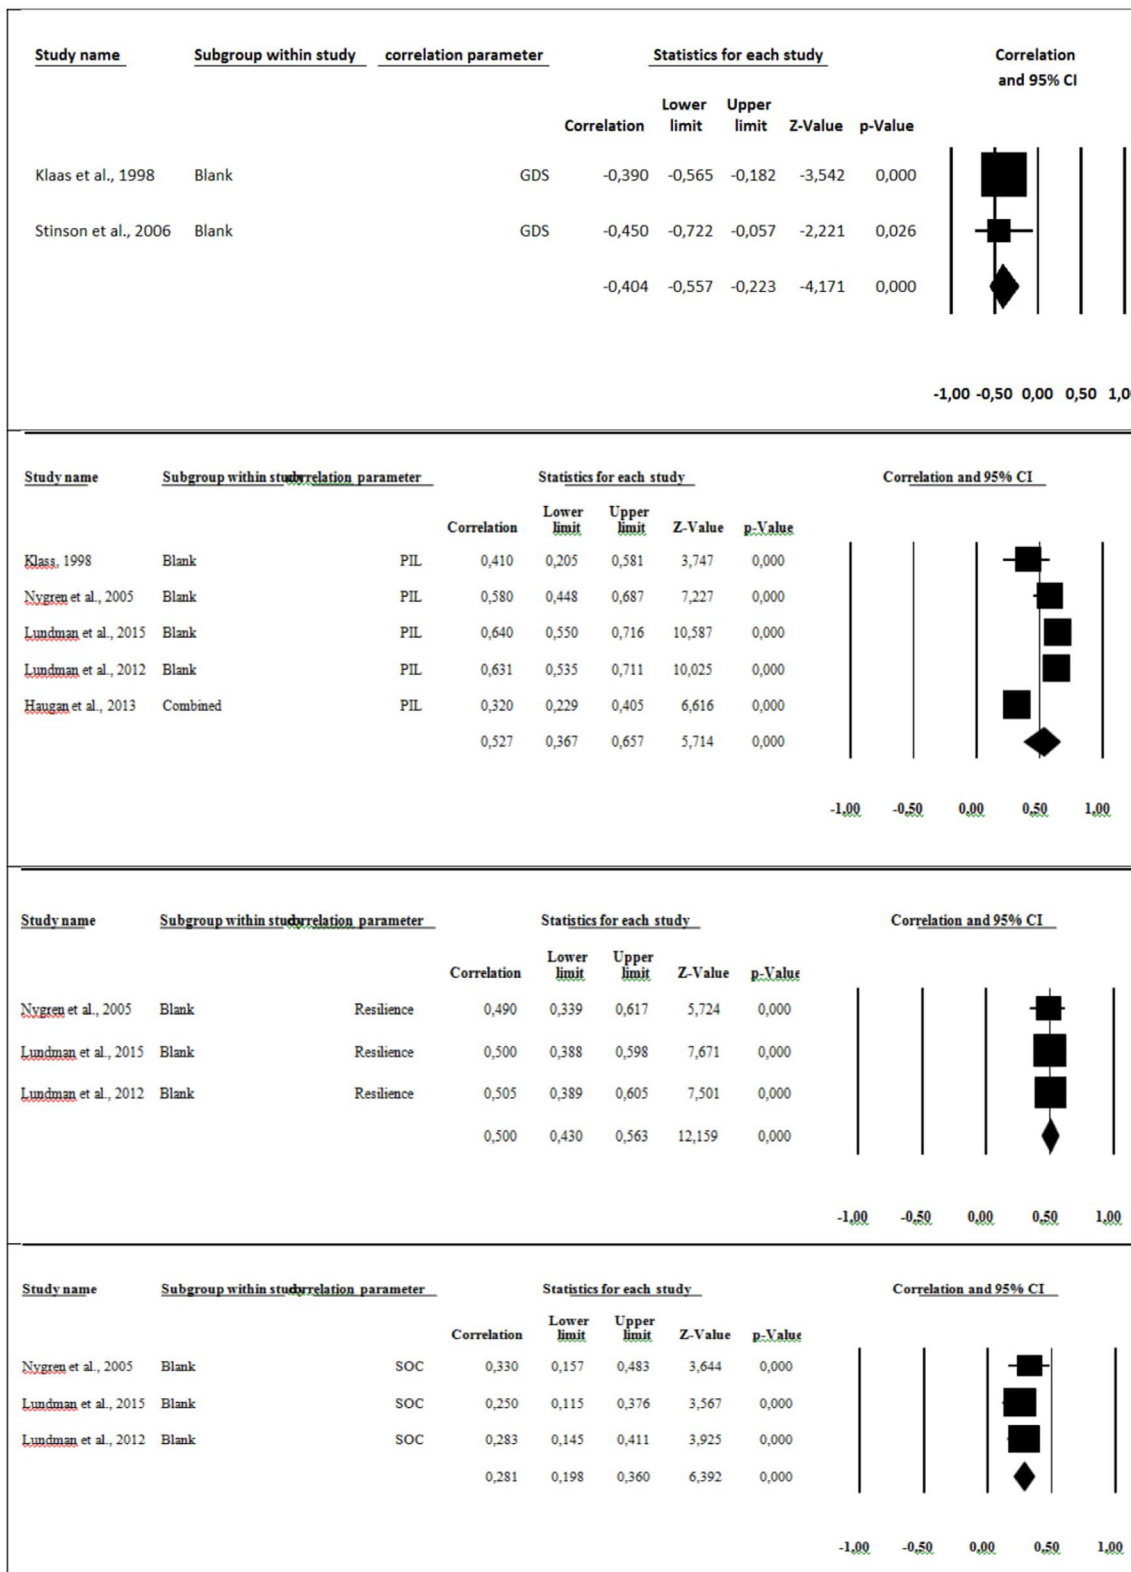 Study name Subgroup within study correlation parameter Statistics for each study Correlation
and 95% CI
Lower Upper
Correlation limit limit Z-Value p-Value
Klaas et al., 1998 Blank GDS -0,390 -0,565 -0,182 -3,542 0,000
Stinson et al., 2006 Blank GDS -0,450 -0,722 -0,057 -2,221 0,026
-0,404 -0,557 -0,223 -4,171 0,000
-1,00 -0,50 0,00 0,50 1,0
Study name Subgroup within study correlation parameter Statistics for each study Correlation and 95% CI
Lower Upper
Correlation limit limit Z-Value p-Value
Klass, 1998 Blank PIL 0,410 0,205 0,581 3,747 0,000
Nygren et al., 2005 Blank PIL 0,580 0,448 0,687 7,227 0,000
Lundman et al., 2015 Blank PIL 0,640 0,550 0,716 10,587 0,000
Lundman et al., 2012 Blank PIL 0,631 0,535 0,711 10,025 0,000
Haugan et al., 2013 Combined PIL 0,320 0,229 0,405 6,616 0,000
0,527 0,367 0,657 5,714 0,000
-1,00 -0,50 0,00 0,50 1,00
Study name Subgroup within study correlation parameter Statistics for each study Correlation and 95% CI
Lower Upper
Correlation limit limit Z-Value p-Value
Nygren et al., 2005 Blank Resilience 0,490 0,339 0,617 5,724 0,000
Lundman et al., 2015 Blank Resilience 0,500 0,388 0,598 7,671 0,000
Lundman et al., 2012 Blank Resilience 0,505 0,389 0,605 7,501 0,000
0,500 0,430 0,563 12,159 0,000
-1,00 -0,50 0,00 0,50 1,00
Study name Subgroup within study correlation parameter Statistics for each study Correlation and 95% CI
Lower Upper
Correlation limit limit Z-Value p-Value
Nygren et al., 2005 Blank SOC 0,330 0,157 0,483 3,644 0,000
Lundman et al., 2015 Blank SOC 0,250 0,115 0,376 3,567 0,000
Lundman et al., 2012 Blank SOC 0,283 0,145 0,411 3,925 0,000
0,281 0,198 0,360 6,392 0,000
-1,00 -0,50 0,00 0,50 1,00